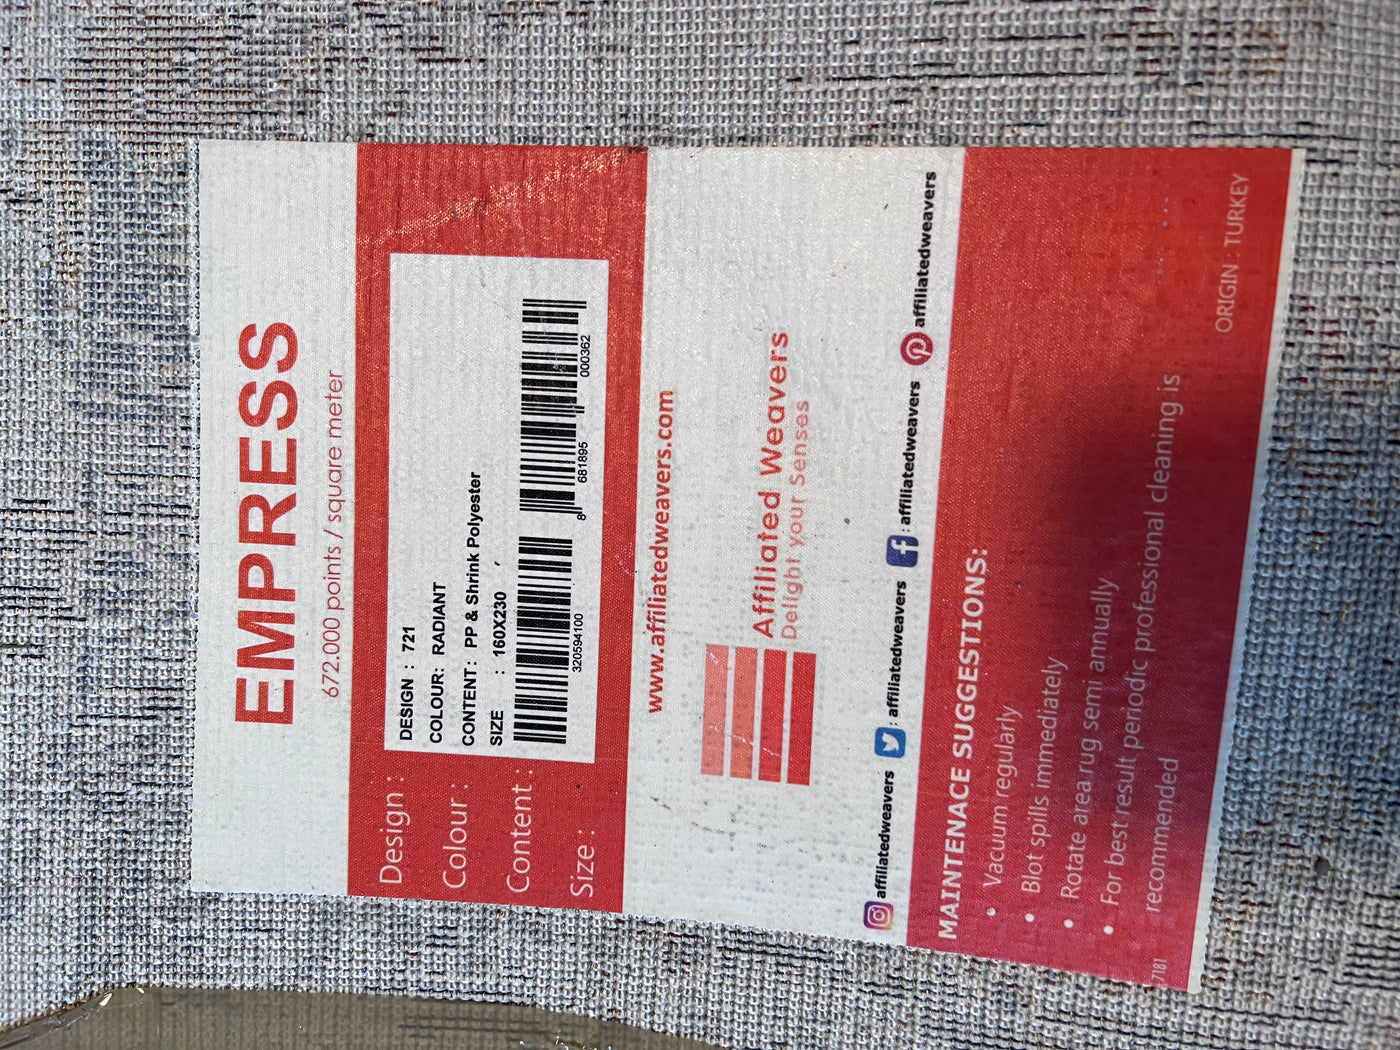 EMPRESS
672.000 points / square meter
Design :
Colour :
Content :
Size :
DESIGN : 721
COLOUR: RADIANT
CONTENT: PP & Shrink Polyester
SIZE : 160X230
320594100
8 681895 000362
www.affiliatedweavers.com
Affiliated Weavers
Delight your Senses
affiliatedweavers : affiliatedweavers : affiliatedweavers : affiliatedweavers
MAINTENACE SUGGESTIONS:
• Vacuum regularly
• Blot spills immediately
• Rotate area rug semi annually
• For best result periodic professional cleaning is
recommended
ORIGIN : TURKEY
7181